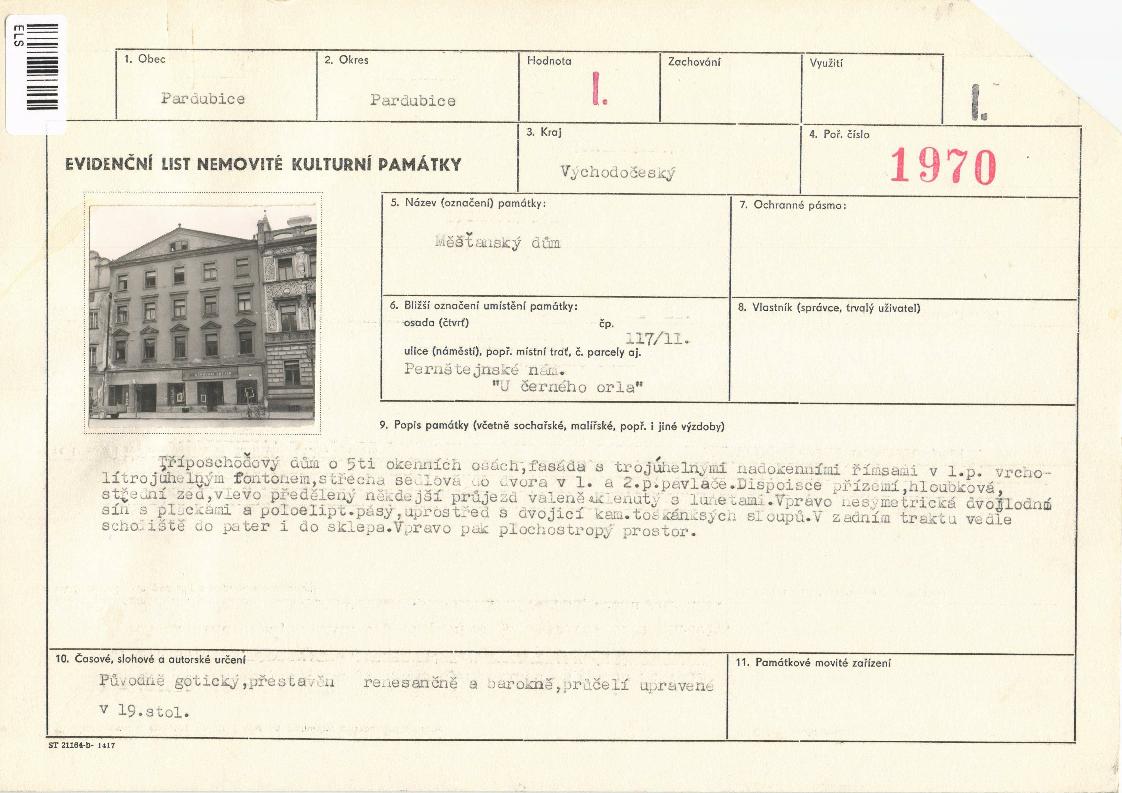 ELS
1. Obec
Pardubice
2. Okres
Pardubice
Hodnota
I.
Zachování
Využití
I.
EVIDENČNÍ LIST NEMOVITÉ KULTURNÍ PAMÁTKY
3. Kraj
Východočeský
4. Poř. číslo
1970
5. Název (označení) památky:
Měšťanský dům
7. Ochranné pásmo:
6. Bližší označení umístění památky:
osada (čtvrť) čp.
117/II.
ulice (náměstí), popř. místní trať, č. parcely aj.
Pernštejnské nám.
"U černého orla"
8. Vlastník (správce, trvalý uživatel)
9. Popis památky (včetně sochařské, malířské, popř. i jiné výzdoby)
Tříposchoďový dům o 5ti okenních osách,fasáda s trojúhelnými nadokenními římsami v 1.p. vrcho-
lítrojúhelným fontonem,střecha sedlová do dvora v 1. a 2.p.pavlače.Dispoisce přízemí,hloubková,
střední zeď,vlevo předělený někdejší průjezd valeně klenutý s lunetami.Vpravo nesymetrická dvojlodní
síň s plackami a poloelipt.pásy,uprostřed s dvojicí kam.toskánksých sloupů.V zadním traktu vedle
schodiště do pater i do sklepa.Vpravo pak plochostropý prostor.
10. Časové, slohové a autorské určení
Původně gotický,přestavěn renesančně a barokně,průčelí upravené
v 19.stol.
11. Památkové movité zařízení
ST 21164-b- 1417